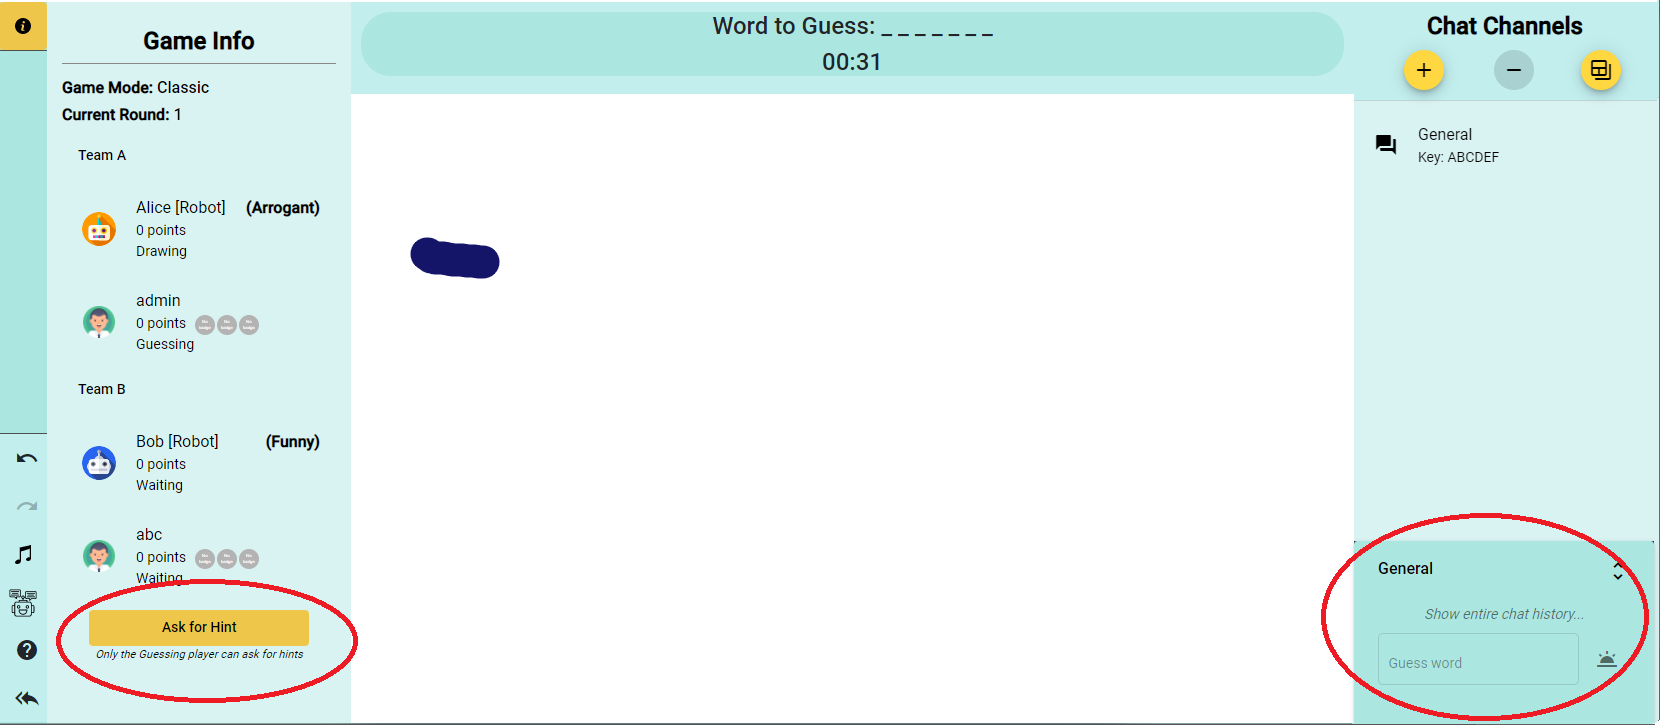 Game Info
Game Mode: Classic
Current Round: 1
Team A
Alice [Robot] (Arrogant)
0 points
Drawing
admin
0 points
Guessing
Team B
Bob [Robot] (Funny)
0 points
Waiting
abc
0 points
Waiting
Ask for Hint
Only the Guessing player can ask for hints
Word to Guess: _ _ _ _ _ _ _
00:31
Chat Channels
General
Key: ABCDEF
General
Show entire chat history...
Guess word